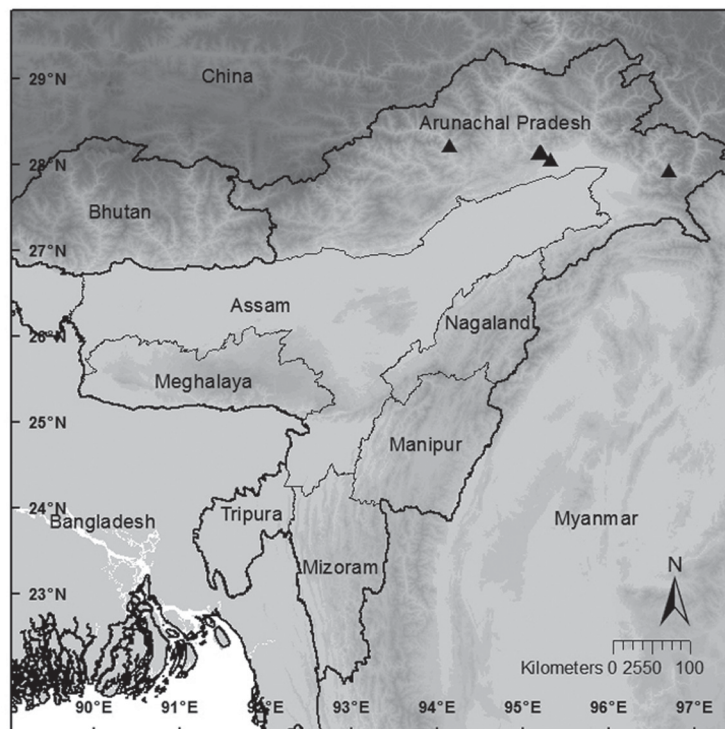 29°N
China
Arunachal Pradesh
28°N
Bhutan
27°N
Assam
Nagaland
26°N
Meghalaya
25°N
Manipur
24°N
Bangladesh
Tripura
Myanmar
Mizoram
N
23°N
Kilometers 0 2550 100
90°E 91°E 92°E 93°E 94°E 95°E 96°E 97°E